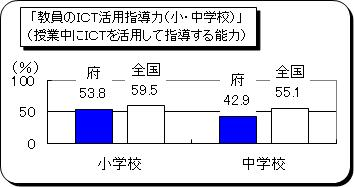 「教員のICT活用指導力(小・中学校)」
(授業中にICTを活用して指導する能力)
(%)
100
50
0
府
53.8
全国
59.5
府
42.9
全国
55.1
小学校
中学校